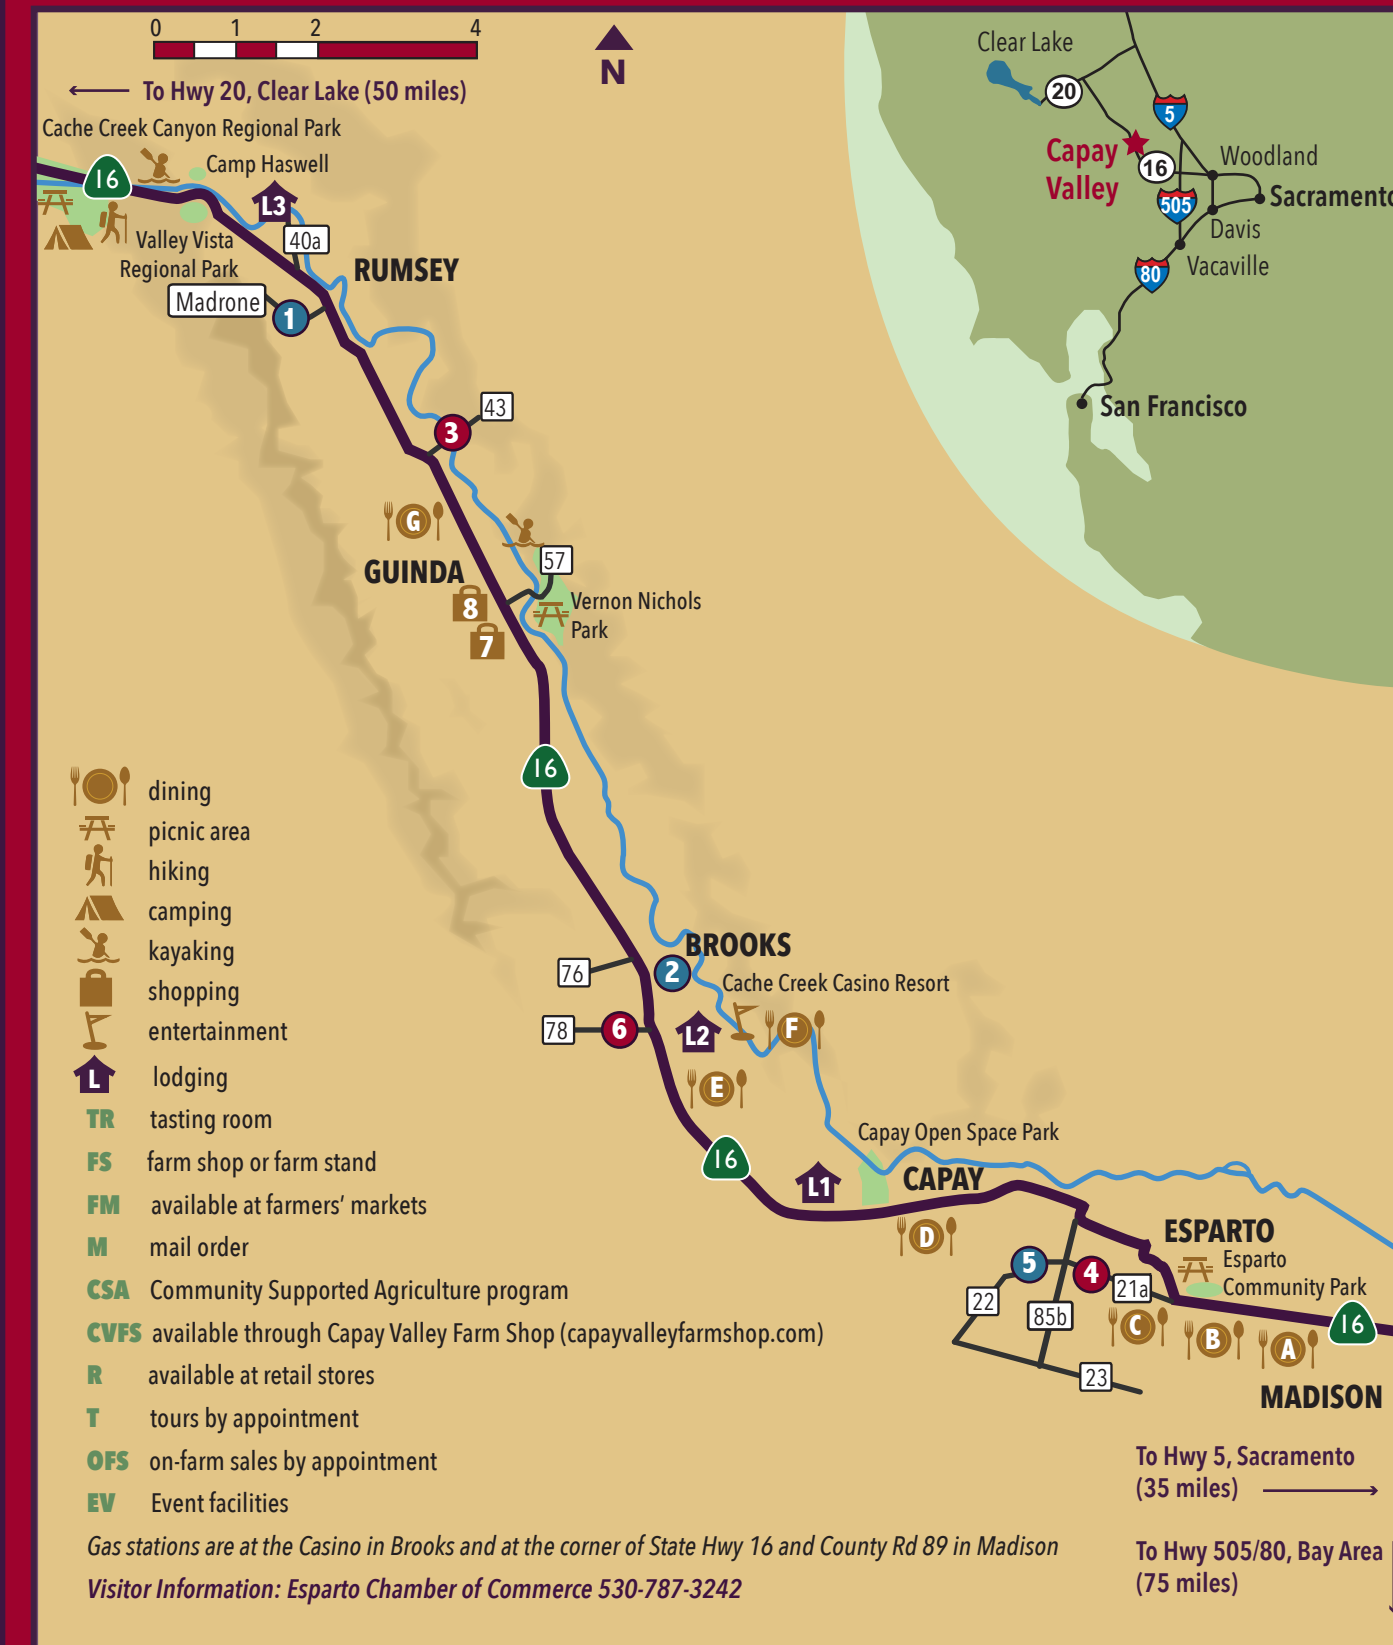 0 1 2 4
N
To Hwy 20, Clear Lake (50 miles)
Cache Creek Canyon Regional Park
16
Camp Haswell
L3
40a
Valley Vista
Regional Park
RUMSEY
Madrone
1
43
3
G
GUINDA
57
8
7
Vernon Nichols
Park
16
BROOKS
76
2
Cache Creek Casino Resort
78
6
L2
F
E
16
Capay Open Space Park
L1
CAPAY
D
ESPARTO
Esparto
Community Park
5
4
21a
22
85b
C
B
A
16
23
MADISON
To Hwy 5, Sacramento
(35 miles)
To Hwy 505/80, Bay Area
(75 miles)
Clear Lake
20
5
Capay
Valley
16
Woodland
505
Sacramento
Davis
80
Vacaville
San Francisco
dining
picnic area
hiking
camping
kayaking
shopping
entertainment
L lodging
TR tasting room
FS farm shop or farm stand
FM available at farmers’ markets
M mail order
CSA Community Supported Agriculture program
CVFS available through Capay Valley Farm Shop (capayvalleyfarmshop.com)
R available at retail stores
T tours by appointment
OFS on-farm sales by appointment
EV Event facilities
Gas stations are at the Casino in Brooks and at the corner of State Hwy 16 and County Rd 89 in Madison
Visitor Information: Esparto Chamber of Commerce 530-787-3242